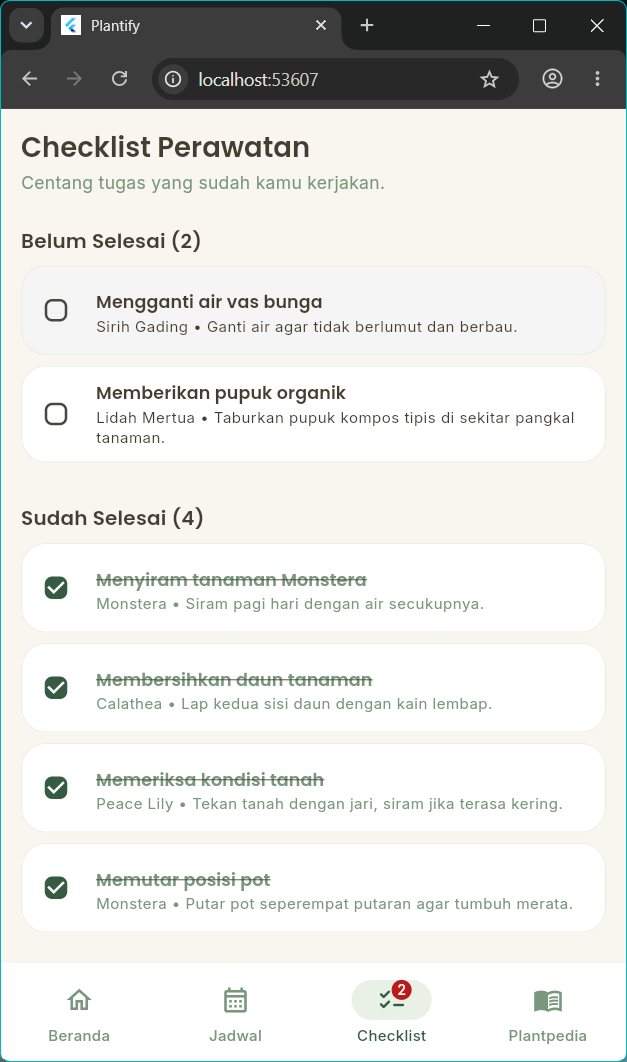 Plantify
localhost:53607
Checklist Perawatan
Centang tugas yang sudah kamu kerjakan.
Belum Selesai (2)
Mengganti air vas bunga
Sirih Gading • Ganti air agar tidak berlumut dan berbau.
Memberikan pupuk organik
Lidah Mertua • Taburkan pupuk kompos tipis di sekitar pangkal
tanaman.
Sudah Selesai (4)
Menyiram tanaman Monstera
Monstera • Siram pagi hari dengan air secukupnya.
Membersihkan daun tanaman
Calathea • Lap kedua sisi daun dengan kain lembap.
Memeriksa kondisi tanah
Peace Lily • Tekan tanah dengan jari, siram jika terasa kering.
Memutar posisi pot
Monstera • Putar pot seperempat putaran agar tumbuh merata.
2
Beranda Jadwal Checklist Plantpedia